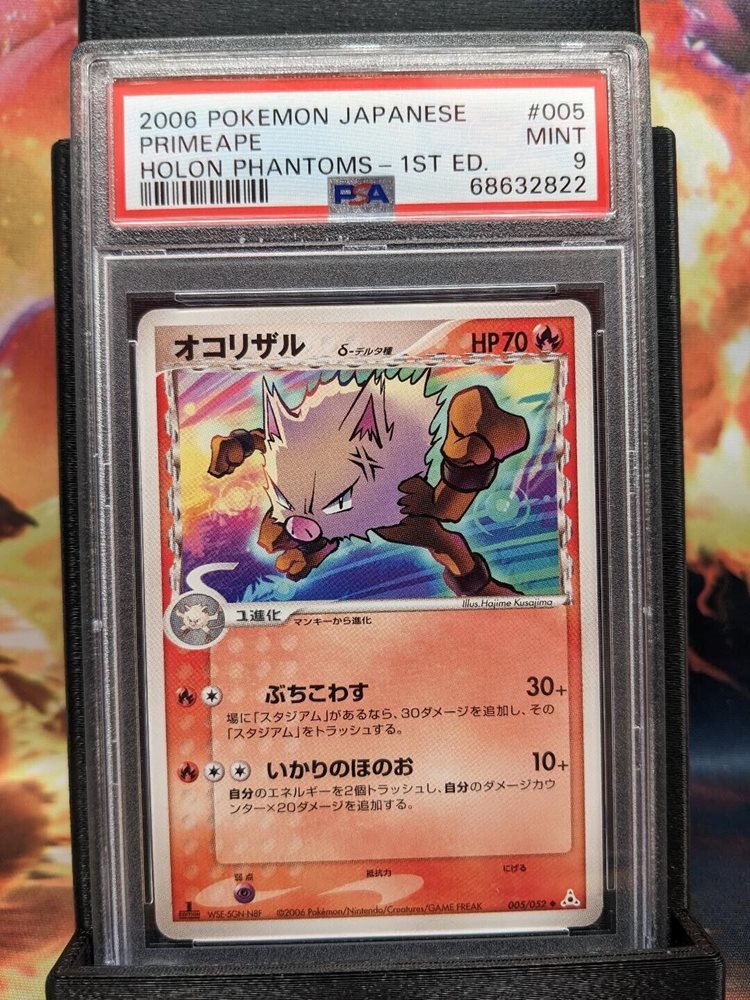 2006 POKEMON JAPANESE #005
PRIMEAPE MINT
HOLON PHANTOMS - 1ST ED. 9
PSA 68632822
オコリザル δ-デルタ種 HP70
Illus. Hajime Kusajima
1進化 マンキーから進化
ぶちこわす 30+
場に「スタジアム」があるなら、30ダメージを追加し、その
「スタジアム」をトラッシュする。
いかりのほのお 10+
自分のエネルギーを2個トラッシュし、自分のダメージカウ
ンター×20ダメージを追加する。
弱点 抵抗力 にげる
1 EDITION WSE-5GN-N8F ©2006 Pokémon/Nintendo/Creatures/GAME FREAK 005/052